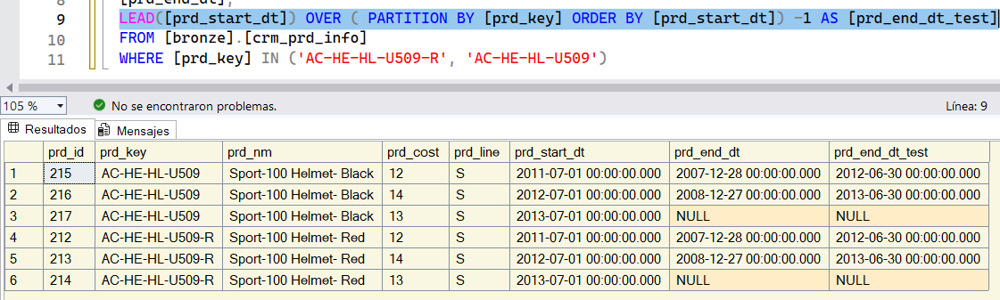 8 [prd_end_dt],
9 LEAD([prd_start_dt]) OVER ( PARTITION BY [prd_key] ORDER BY [prd_start_dt]) -1 AS [prd_end_dt_test]
10 FROM [bronze].[crm_prd_info]
11 WHERE [prd_key] IN ('AC-HE-HL-U509-R', 'AC-HE-HL-U509')
105 % No se encontraron problemas. Línea: 9
Resultados Mensajes
prd_id prd_key prd_nm prd_cost prd_line prd_start_dt prd_end_dt prd_end_dt_test
1 215 AC-HE-HL-U509 Sport-100 Helmet- Black 12 S 2011-07-01 00:00:00.000 2007-12-28 00:00:00.000 2012-06-30 00:00:00.000
2 216 AC-HE-HL-U509 Sport-100 Helmet- Black 14 S 2012-07-01 00:00:00.000 2008-12-27 00:00:00.000 2013-06-30 00:00:00.000
3 217 AC-HE-HL-U509 Sport-100 Helmet- Black 13 S 2013-07-01 00:00:00.000 NULL NULL
4 212 AC-HE-HL-U509-R Sport-100 Helmet- Red 12 S 2011-07-01 00:00:00.000 2007-12-28 00:00:00.000 2012-06-30 00:00:00.000
5 213 AC-HE-HL-U509-R Sport-100 Helmet- Red 14 S 2012-07-01 00:00:00.000 2008-12-27 00:00:00.000 2013-06-30 00:00:00.000
6 214 AC-HE-HL-U509-R Sport-100 Helmet- Red 13 S 2013-07-01 00:00:00.000 NULL NULL